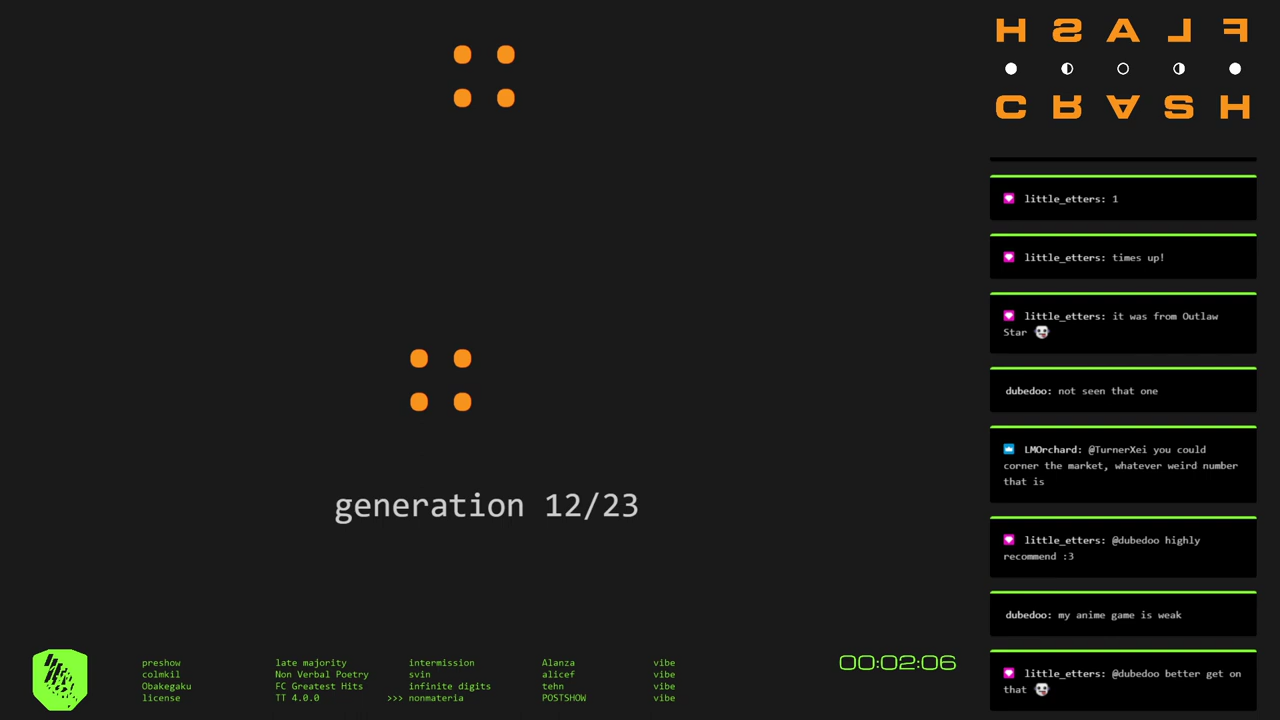 FLASH
CRASH
little_etters: 1
little_etters: times up!
little_etters: it was from Outlaw
Star
dubedoo: not seen that one
LMOrchard: @TurnerXei you could
corner the market, whatever weird number
that is
little_etters: @dubedoo highly
recommend :3
dubedoo: my anime game is weak
little_etters: @dubedoo better get on
that
generation 12/23
preshow
colmkil
Obakegaku
license
late majority
Non Verbal Poetry
FC Greatest Hits
TT 4.0.0
intermission
svin
infinite digits
>>> nonmateria
Alanza
alicef
tehn
POSTSHOW
vibe
vibe
vibe
vibe
00:02:06